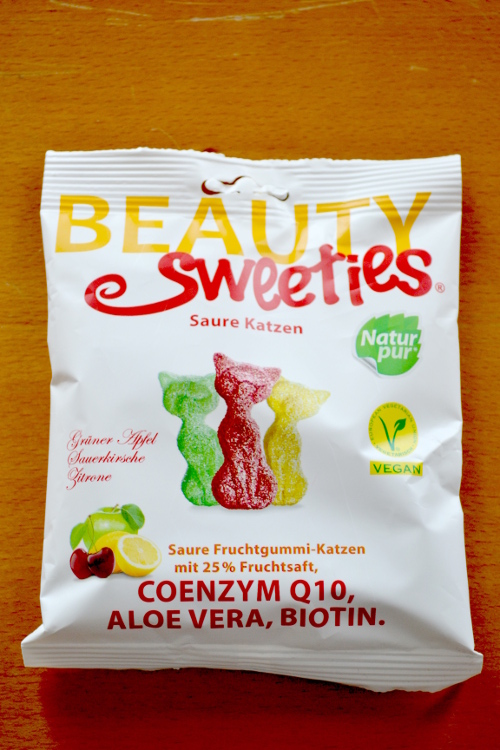 BEAUTY
Sweeties®
Saure Katzen
Natur
pur
VEGAN
Grüner Apfel
Sauerkirsche
Zitrone
Saure Fruchtgummi-Katzen
mit 25% Fruchtsaft,
COENZYM Q10,
ALOE VERA, BIOTIN.